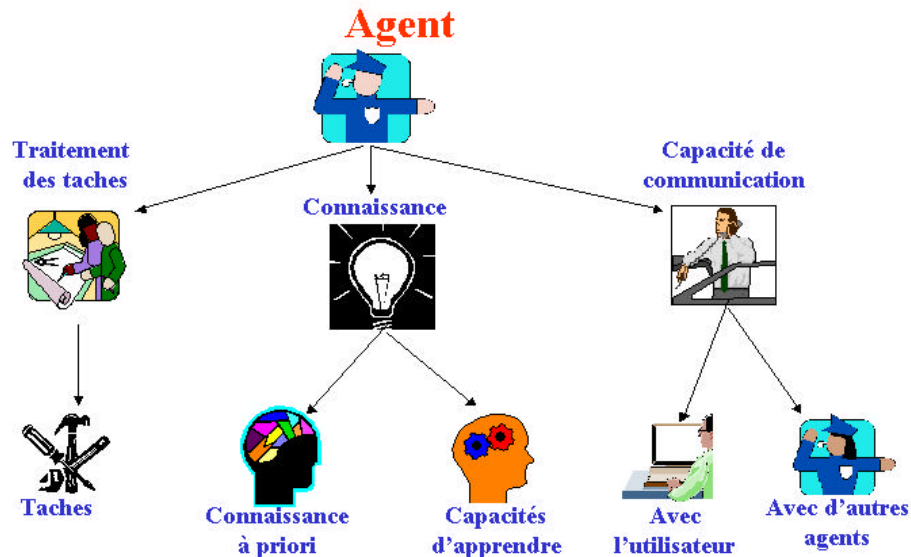 Agent
Traitement
des taches
Connaissance
Capacité de
communication
Taches
Connaissance
à priori
Capacités
d'apprendre
Avec
l'utilisateur
Avec d'autres
agents